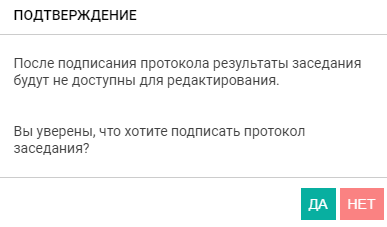 ПОДТВЕРЖДЕНИЕ
После подписания протокола результаты заседания
будут не доступны для редактирования.
Вы уверены, что хотите подписать протокол
заседания?
ДА НЕТ